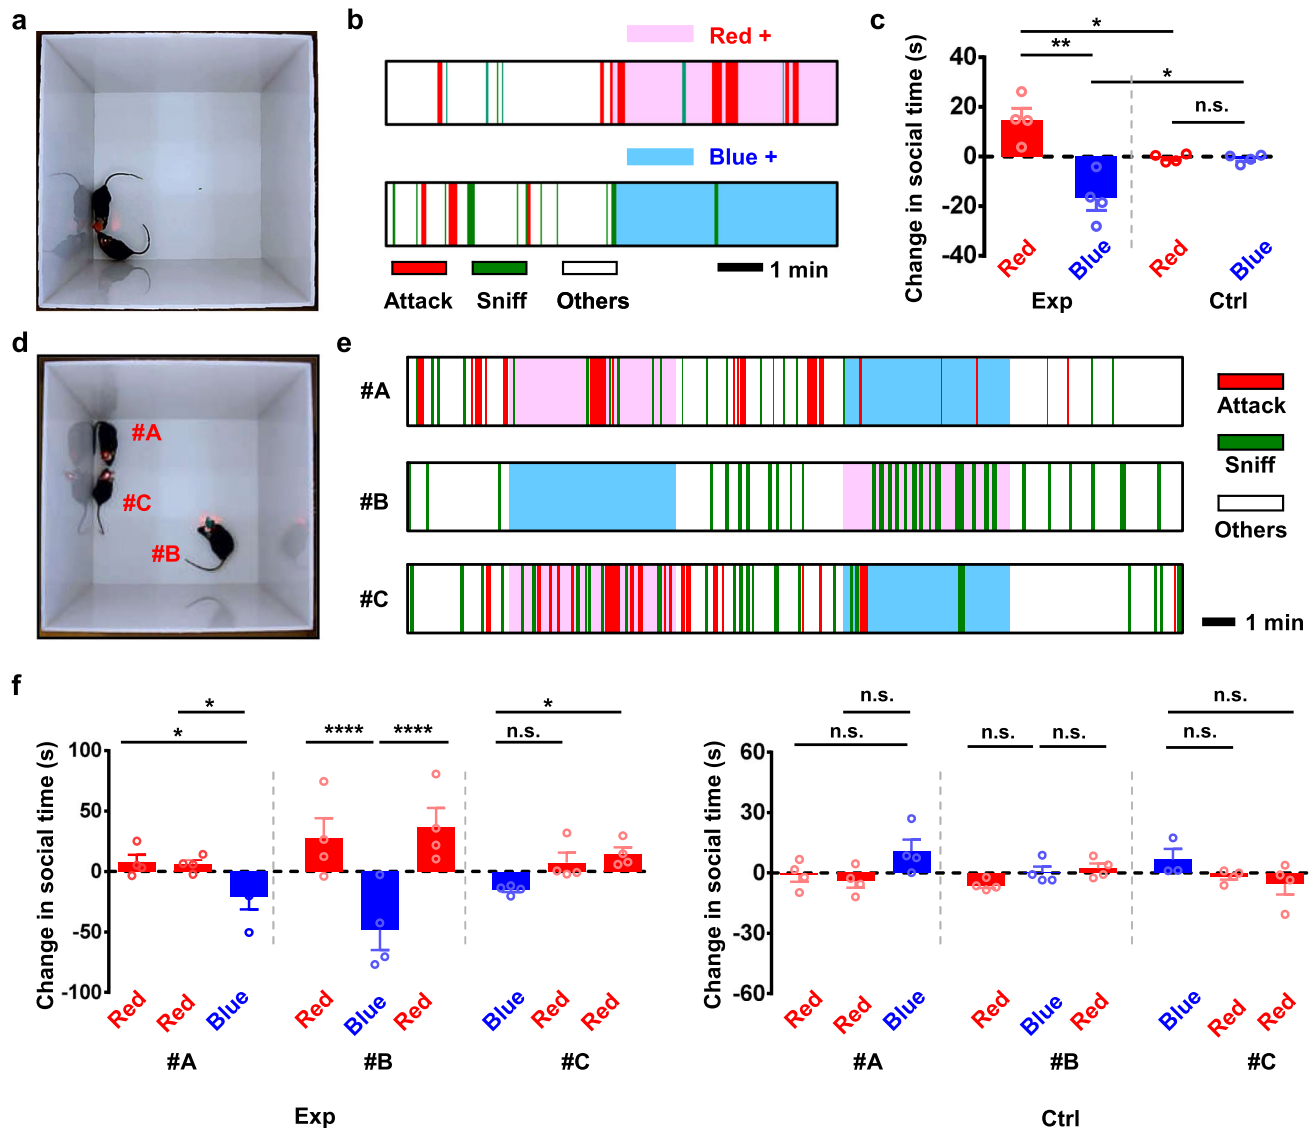 a
b
Red +
Blue +
Attack
Sniff
Others
1 min
c
Change in social time (s)
40
20
0
-20
-40
*
**
*
n.s.
Red
Blue
Red
Blue
Exp
Ctrl
d
#A
#C
#B
e
#A
#B
#C
Attack
Sniff
Others
1 min
f
Change in social time (s)
100
50
0
-50
-100
*
*
****
****
*
n.s.
Red
Red
Blue
Red
Blue
Red
Blue
Red
Red
#A
#B
#C
Exp
Change in social time (s)
60
30
0
-30
-60
n.s.
n.s.
n.s.
n.s.
n.s.
n.s.
Red
Red
Blue
Red
Blue
Red
Blue
Red
Red
#A
#B
#C
Ctrl